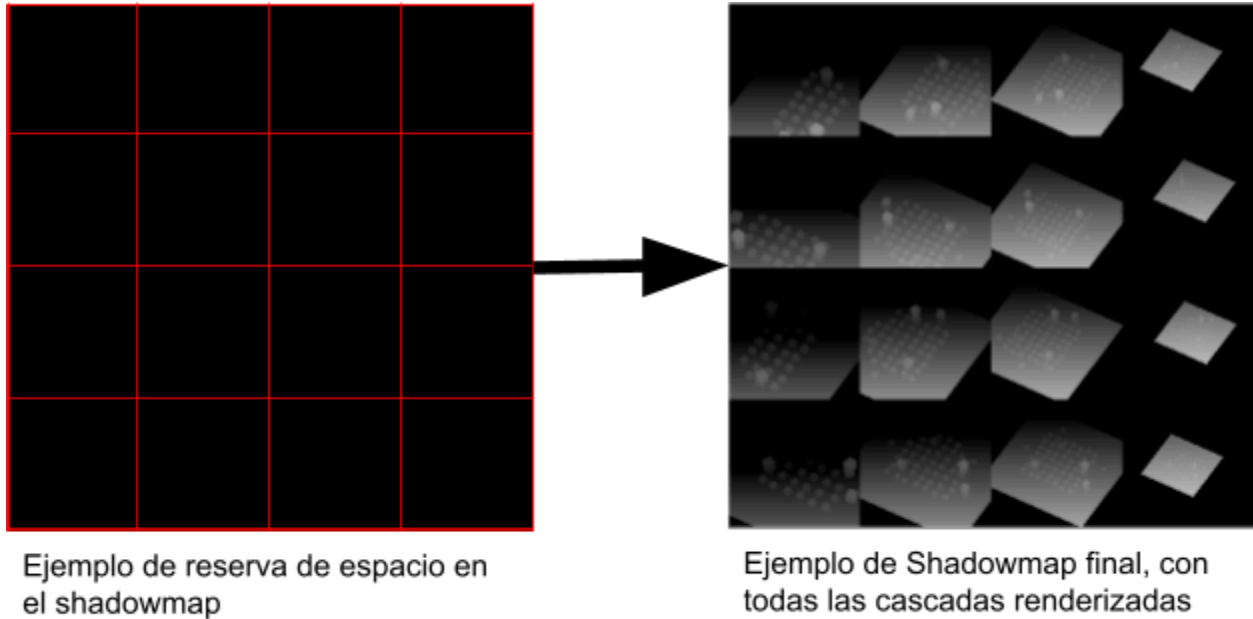 Ejemplo de reserva de espacio en
el shadowmap
Ejemplo de Shadowmap final, con
todas las cascadas renderizadas